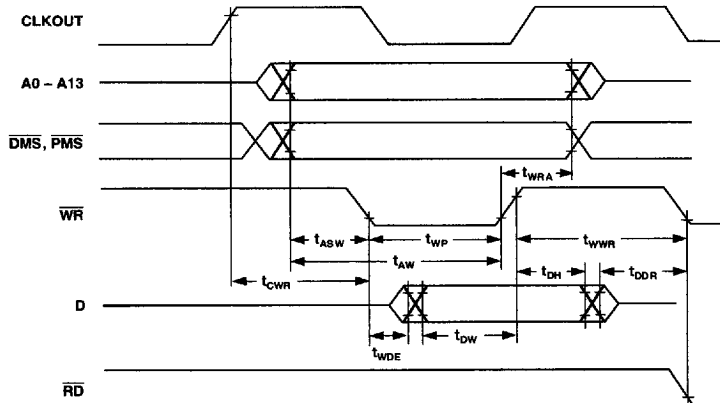 CLKOUT
A0 – A13
DMS, PMS
tWRA
WR
tASW
tWP
tWWR
tAW
tCWR
tDH
tDDR
D
tWDE
tDW
RD